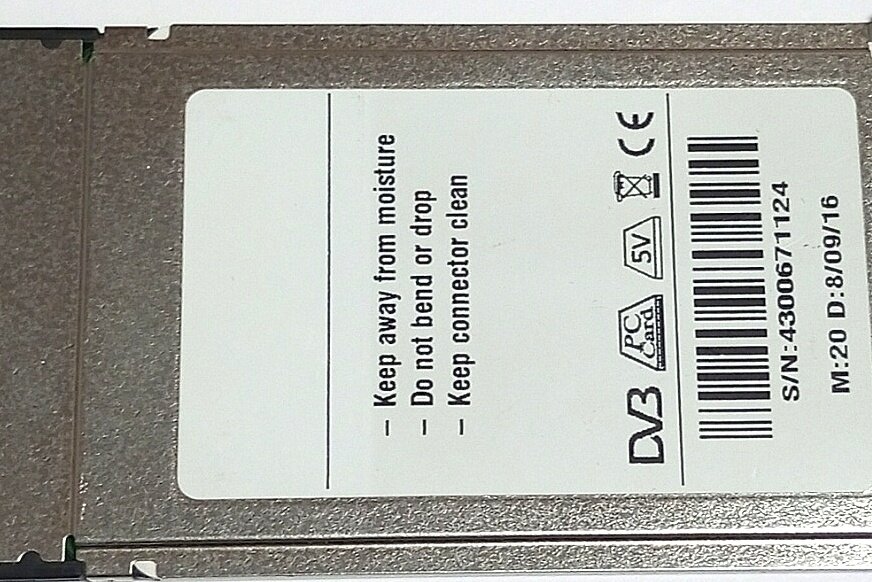 – Keep away from moisture
– Do not bend or drop
– Keep connector clean
DVB PC Card 5V CE
S/N:4300671124
M:20 D:8/09/16